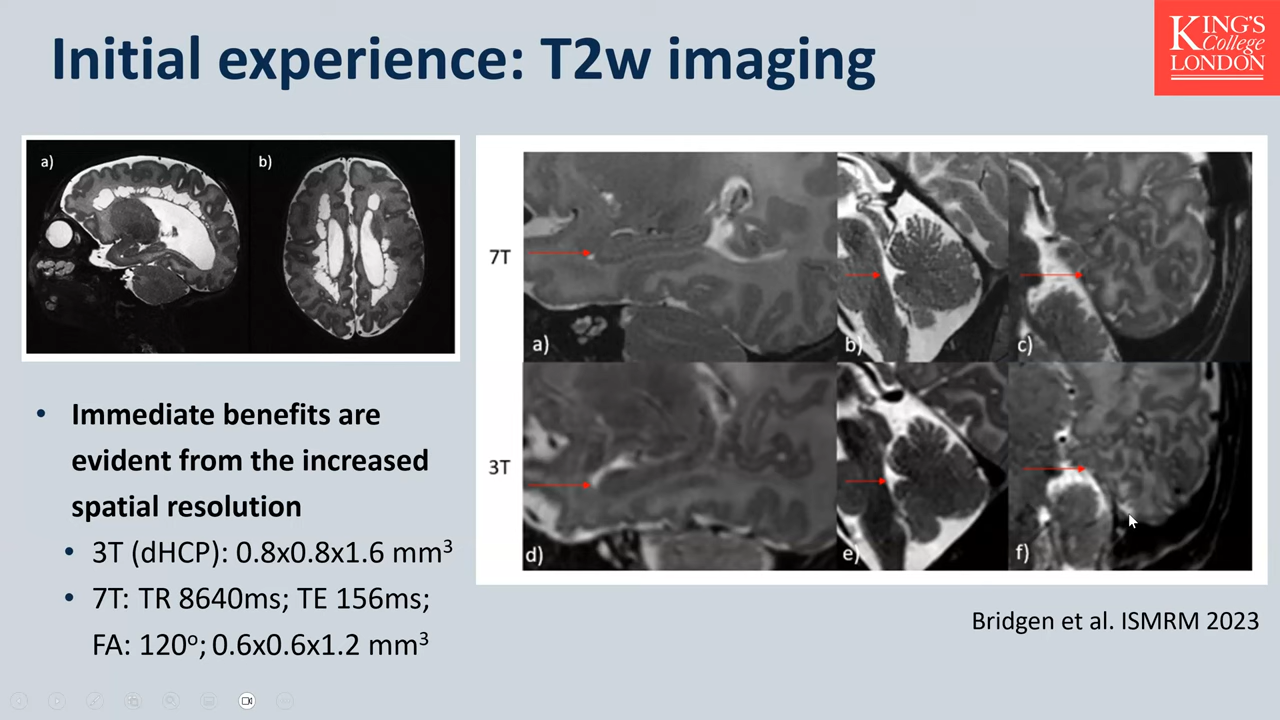 Initial experience: T2w imaging
KING'S
College
LONDON
a)
b)
7T
a)
b)
c)
3T
d)
e)
f)
• Immediate benefits are
evident from the increased
spatial resolution
• 3T (dHCP): 0.8x0.8x1.6 mm³
• 7T: TR 8640ms; TE 156ms;
FA: 120º; 0.6x0.6x1.2 mm³
Bridgen et al. ISMRM 2023